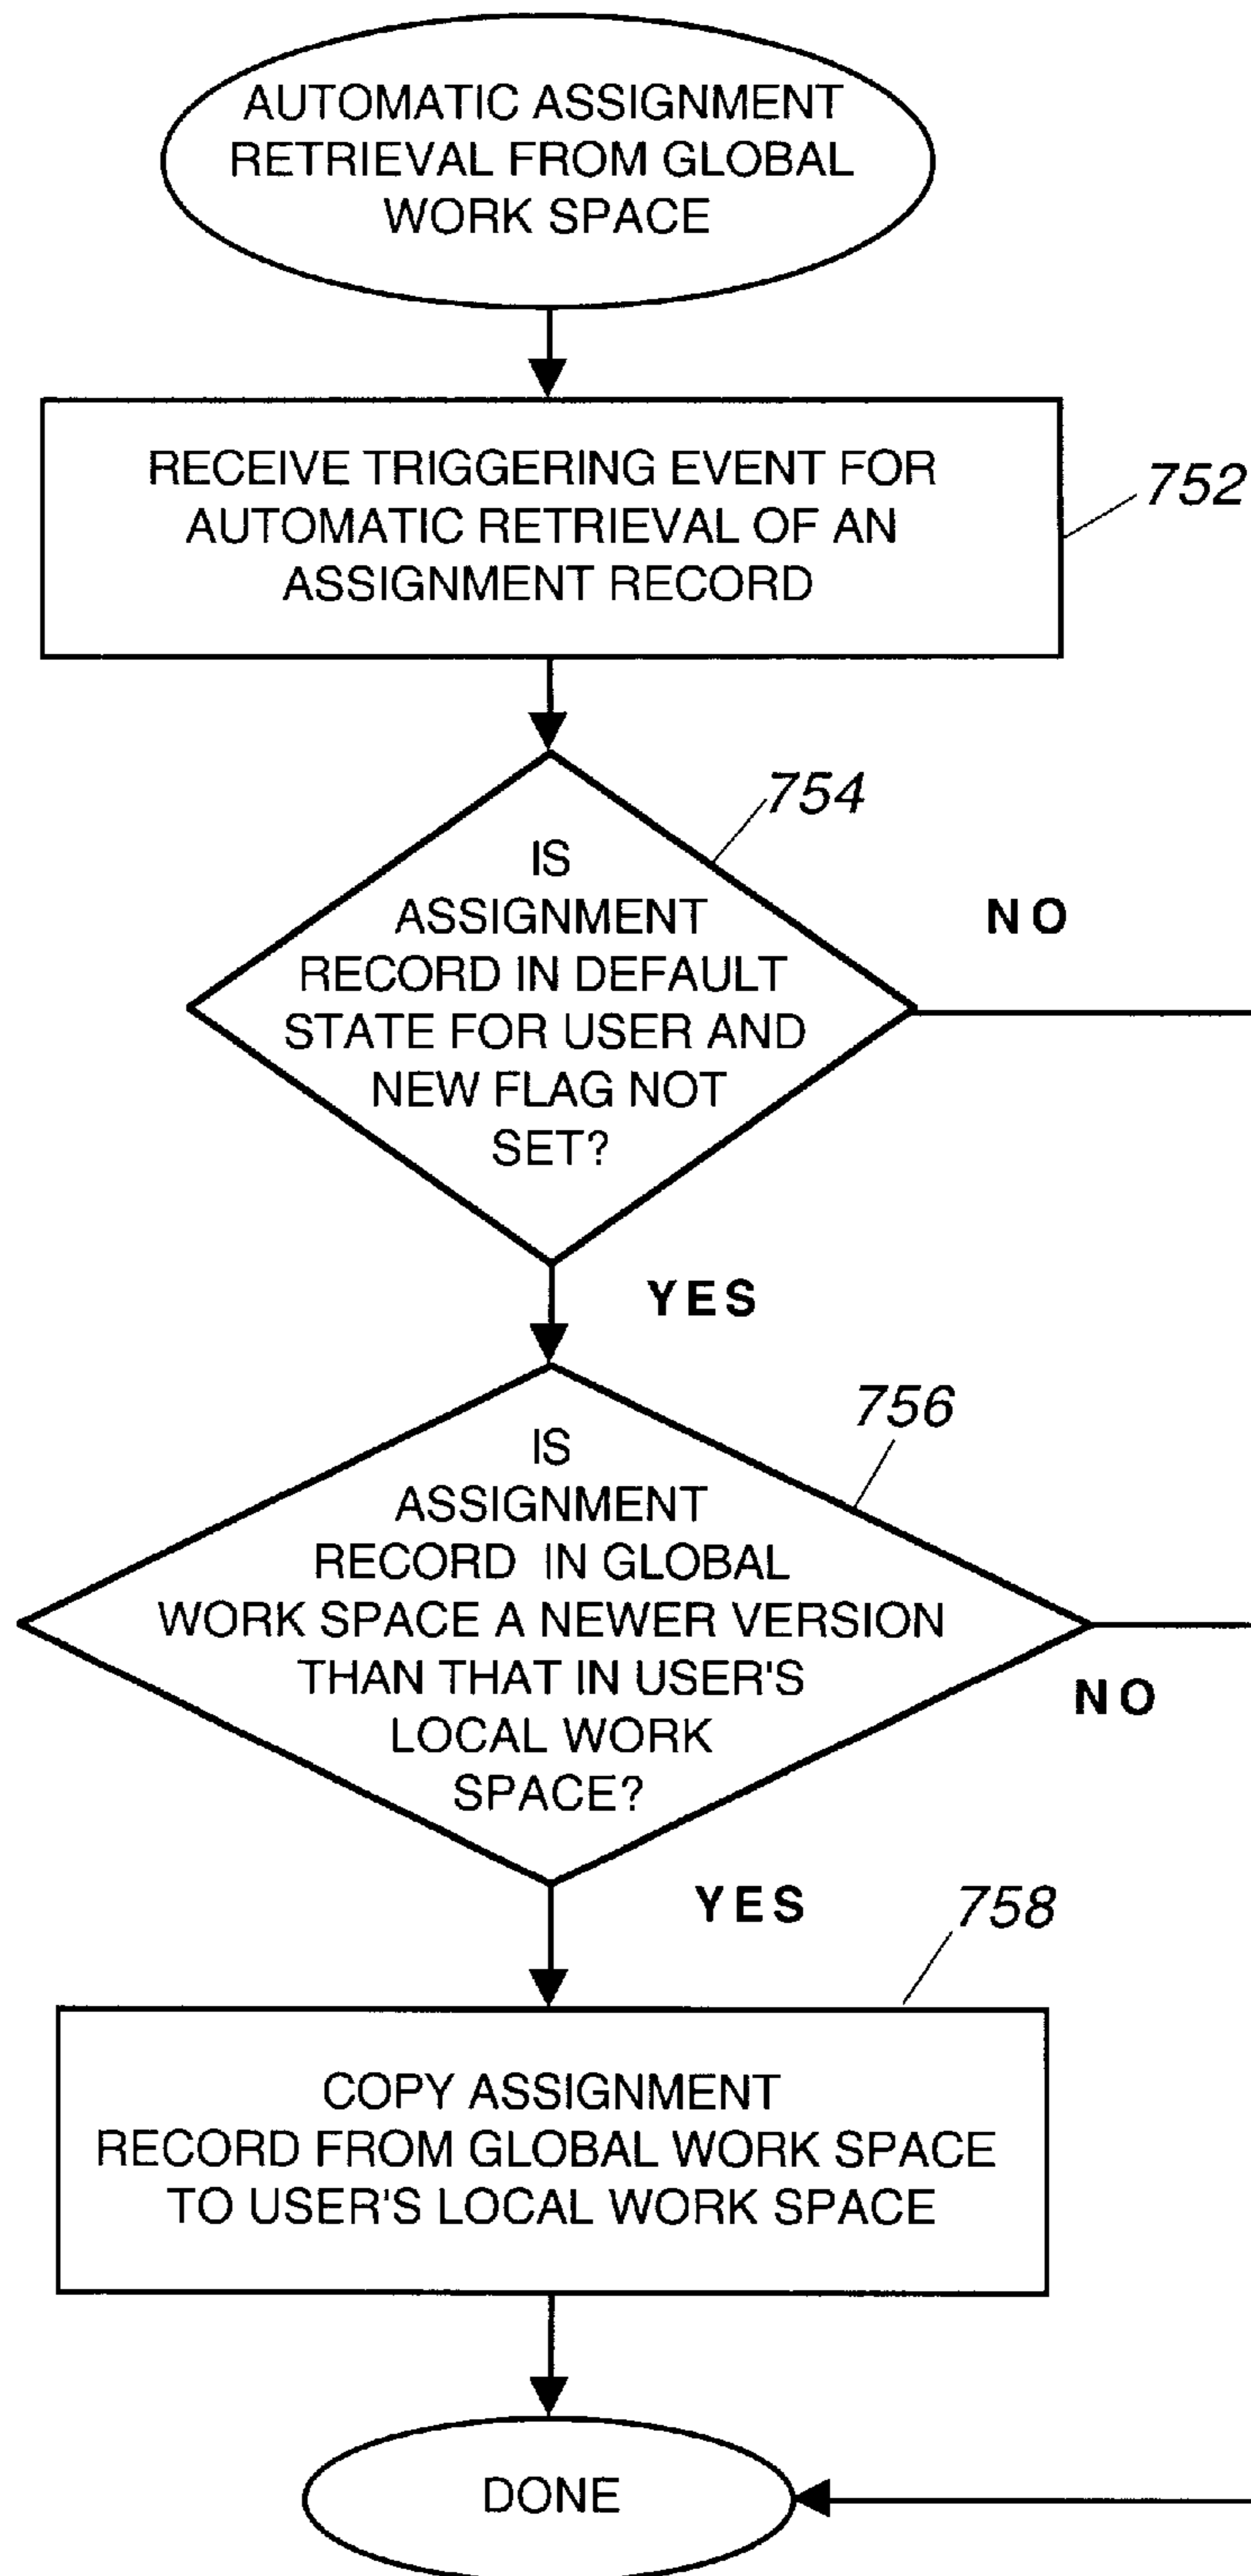 AUTOMATIC ASSIGNMENT
RETRIEVAL FROM GLOBAL
WORK SPACE
RECEIVE TRIGGERING EVENT FOR
AUTOMATIC RETRIEVAL OF AN
ASSIGNMENT RECORD
752
754
IS
ASSIGNMENT
RECORD IN DEFAULT
STATE FOR USER AND
NEW FLAG NOT
SET?
NO
YES
756
IS
ASSIGNMENT
RECORD IN GLOBAL
WORK SPACE A NEWER VERSION
THAN THAT IN USER'S
LOCAL WORK
SPACE?
NO
YES
758
COPY ASSIGNMENT
RECORD FROM GLOBAL WORK SPACE
TO USER'S LOCAL WORK SPACE
DONE